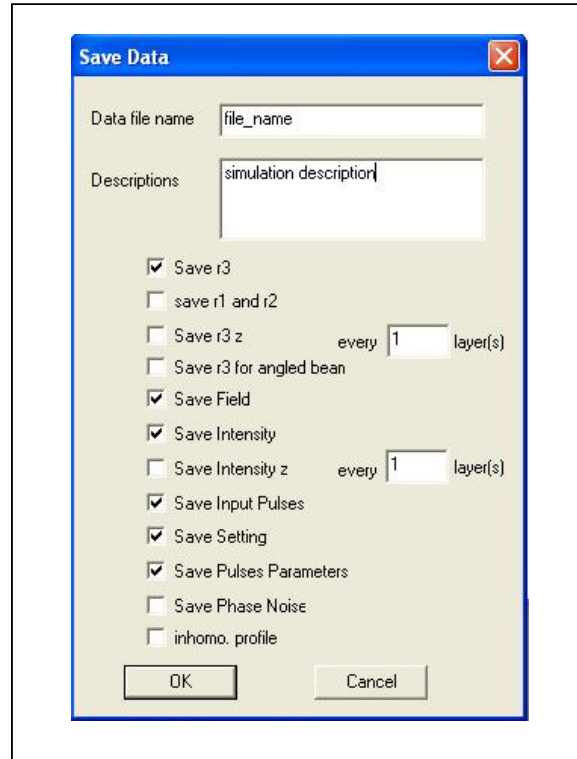 Save Data
Data file name file_name
Descriptions simulation description
Save r3
save r1 and r2
Save r3 z every 1 layer(s)
Save r3 for angled bean
Save Field
Save Intensity
Save Intensity z every 1 layer(s)
Save Input Pulses
Save Setting
Save Pulses Parameters
Save Phase Noise
inhomo. profile
OK Cancel